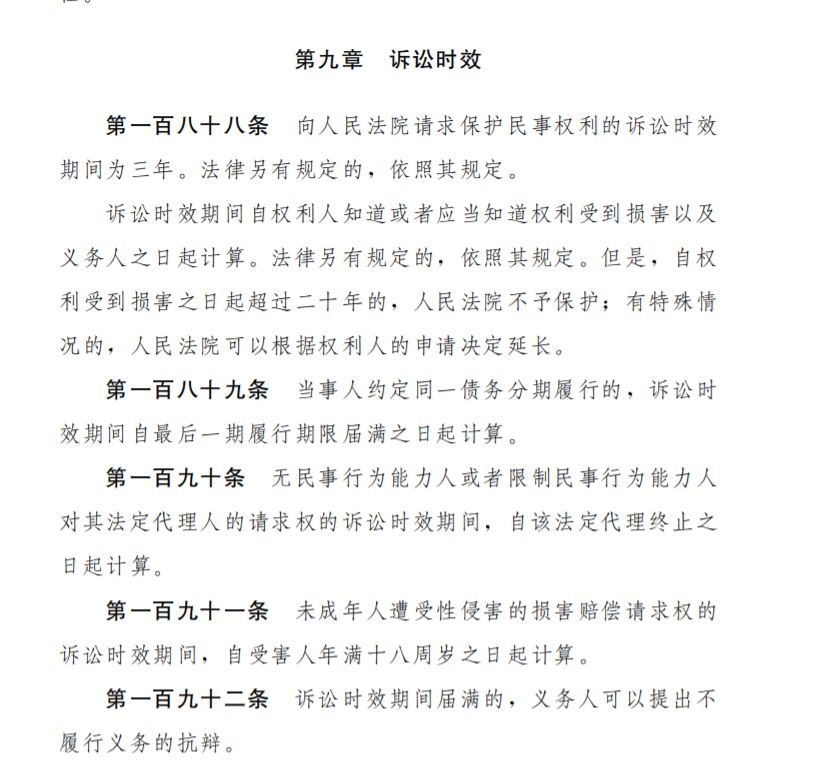 第九章　诉讼时效
第一百八十八条　向人民法院请求保护民事权利的诉讼时效
期间为三年。法律另有规定的，依照其规定。
诉讼时效期间自权利人知道或者应当知道权利受到损害以及
义务人之日起计算。法律另有规定的，依照其规定。但是，自权
利受到损害之日起超过二十年的，人民法院不予保护；有特殊情
况的，人民法院可以根据权利人的申请决定延长。
第一百八十九条　当事人约定同一债务分期履行的，诉讼时
效期间自最后一期履行期限届满之日起计算。
第一百九十条　无民事行为能力人或者限制民事行为能力人
对其法定代理人的请求权的诉讼时效期间，自该法定代理终止之
日起计算。
第一百九十一条　未成年人遭受性侵害的损害赔偿请求权的
诉讼时效期间，自受害人年满十八周岁之日起计算。
第一百九十二条　诉讼时效期间届满的，义务人可以提出不
履行义务的抗辩。